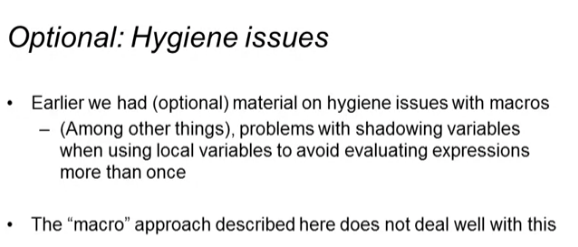 Optional: Hygiene issues
• Earlier we had (optional) material on hygiene issues with macros
– (Among other things), problems with shadowing variables
when using local variables to avoid evaluating expressions
more than once
• The “macro” approach described here does not deal well with this